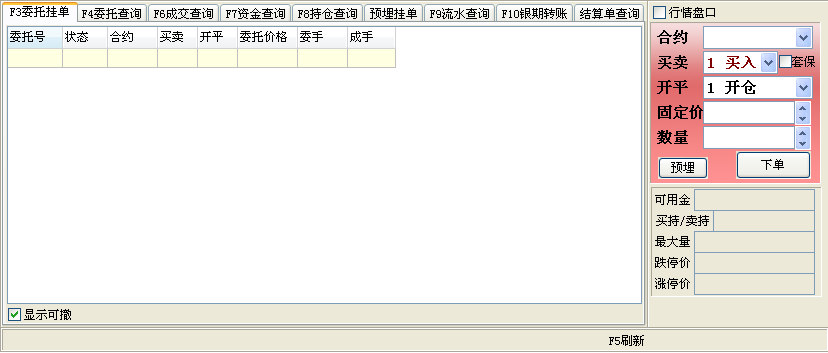 F3委托挂单 F4委托查询 F6成交查询 F7资金查询 F8持仓查询 预埋挂单 F9流水查询 F10银期转账 结算单查询
委托号 状态 合约 买卖 开平 委托价格 委手 成手
显示可撤
行情盘口
合约
买卖 1 买入 套保
开平 1 开仓
固定价
数量
预埋 下单
可用金
买持/卖持
最大量
跌停价
涨停价
F5刷新